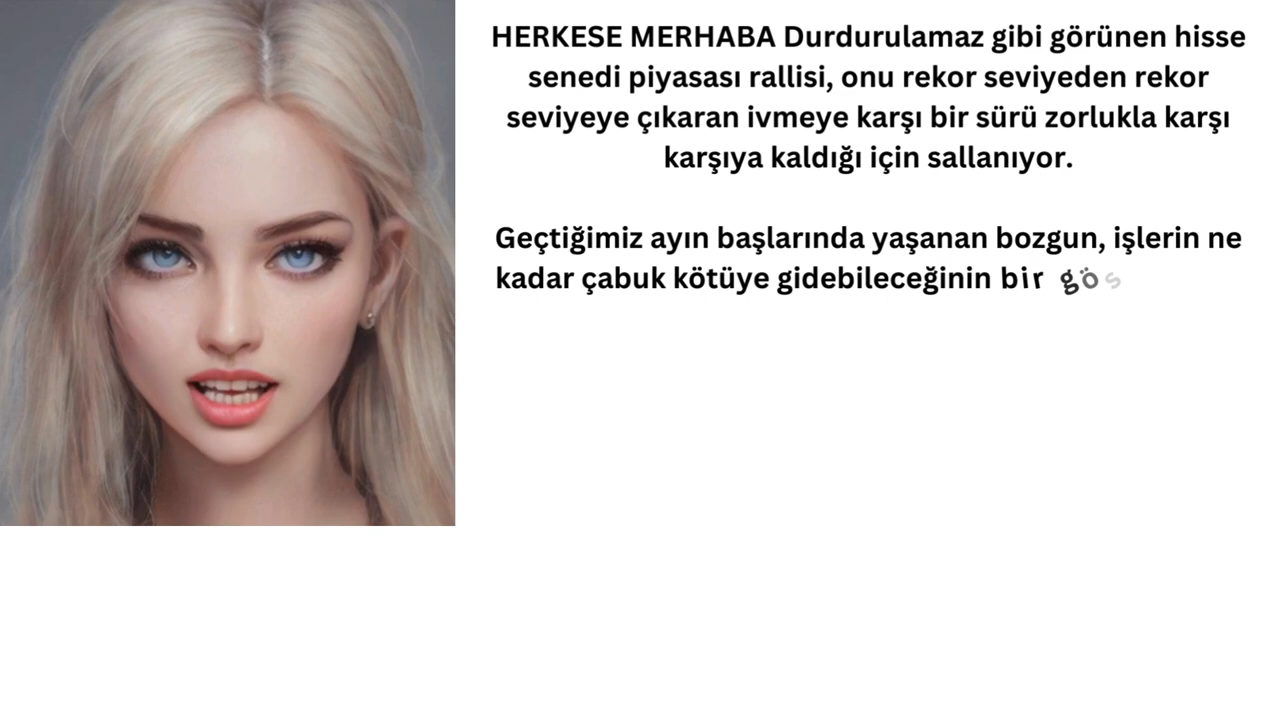 HERKESE MERHABA Durdurulamaz gibi görünen hisse
senedi piyasası rallisi, onu rekor seviyeden rekor
seviyeye çıkaran ivmeye karşı bir sürü zorlukla karşı
karşıya kaldığı için sallanıyor.
Geçtiğimiz ayın başlarında yaşanan bozgun, işlerin ne
kadar çabuk kötüye gidebileceğinin bir gös